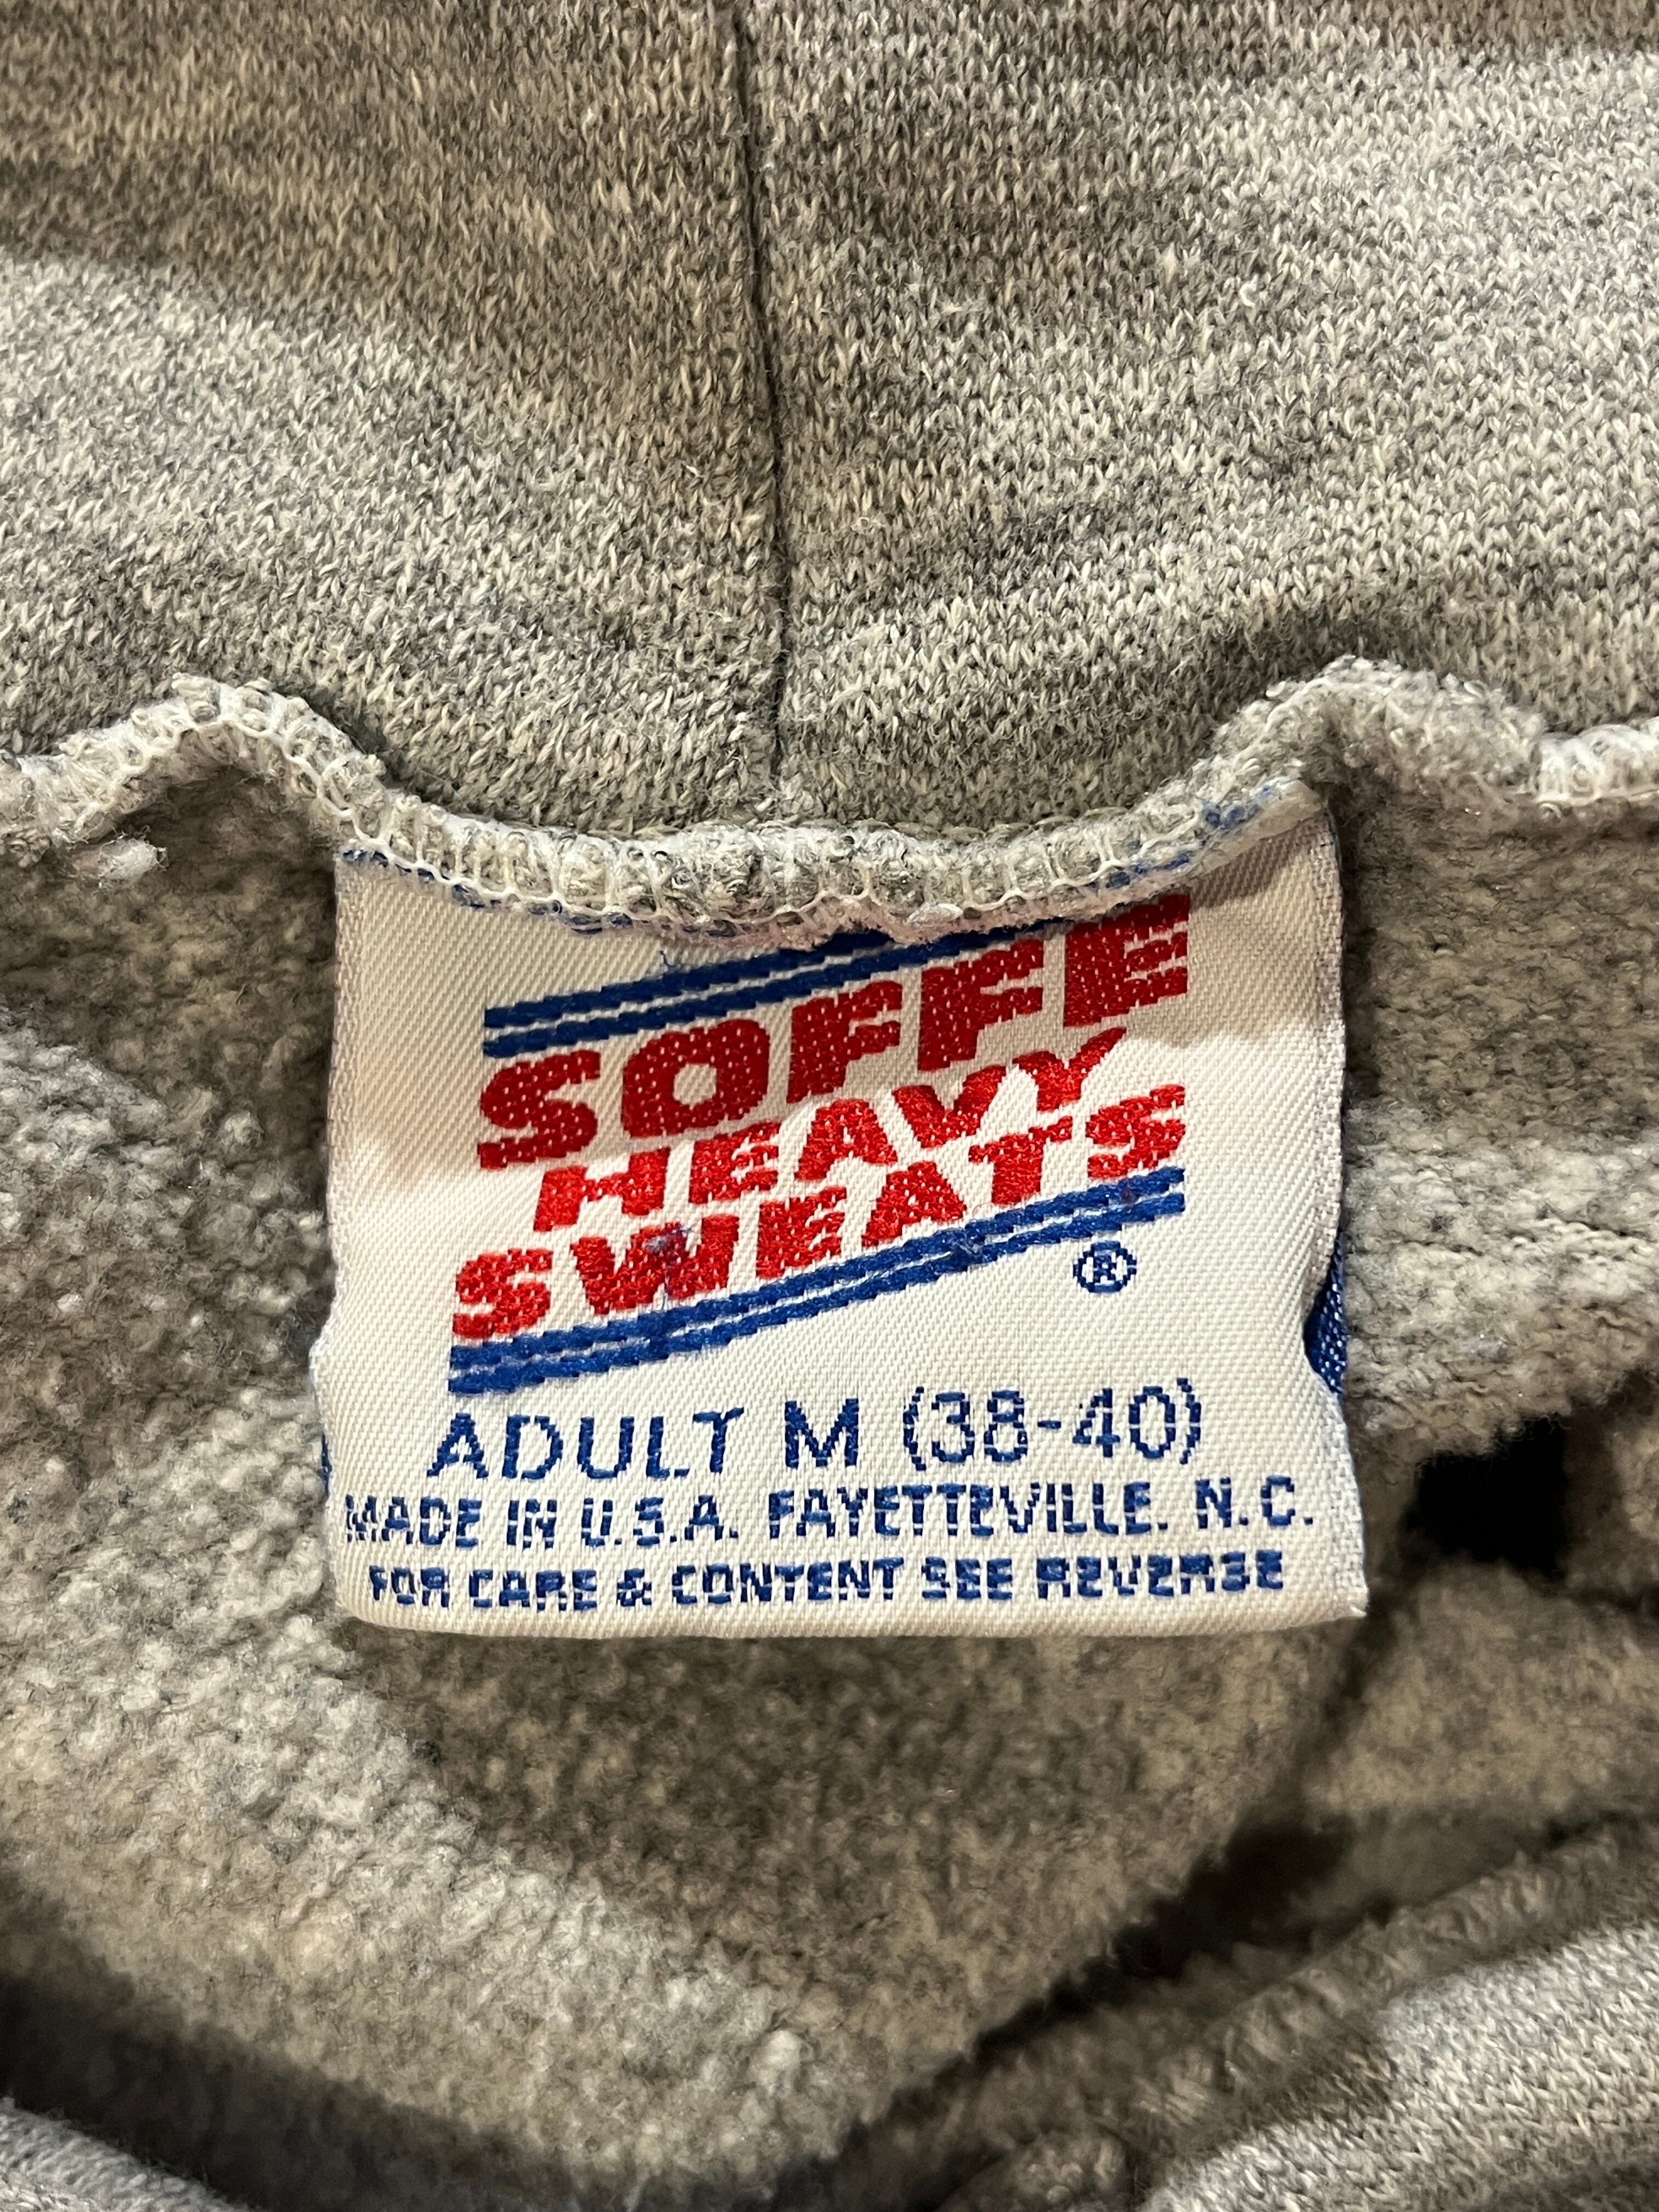 SOFFE
HEAVY
SWEATS
®
ADULT M (38-40)
MADE IN U.S.A. FAYETTEVILLE. N.C.
FOR CARE & CONTENT SEE REVERSE